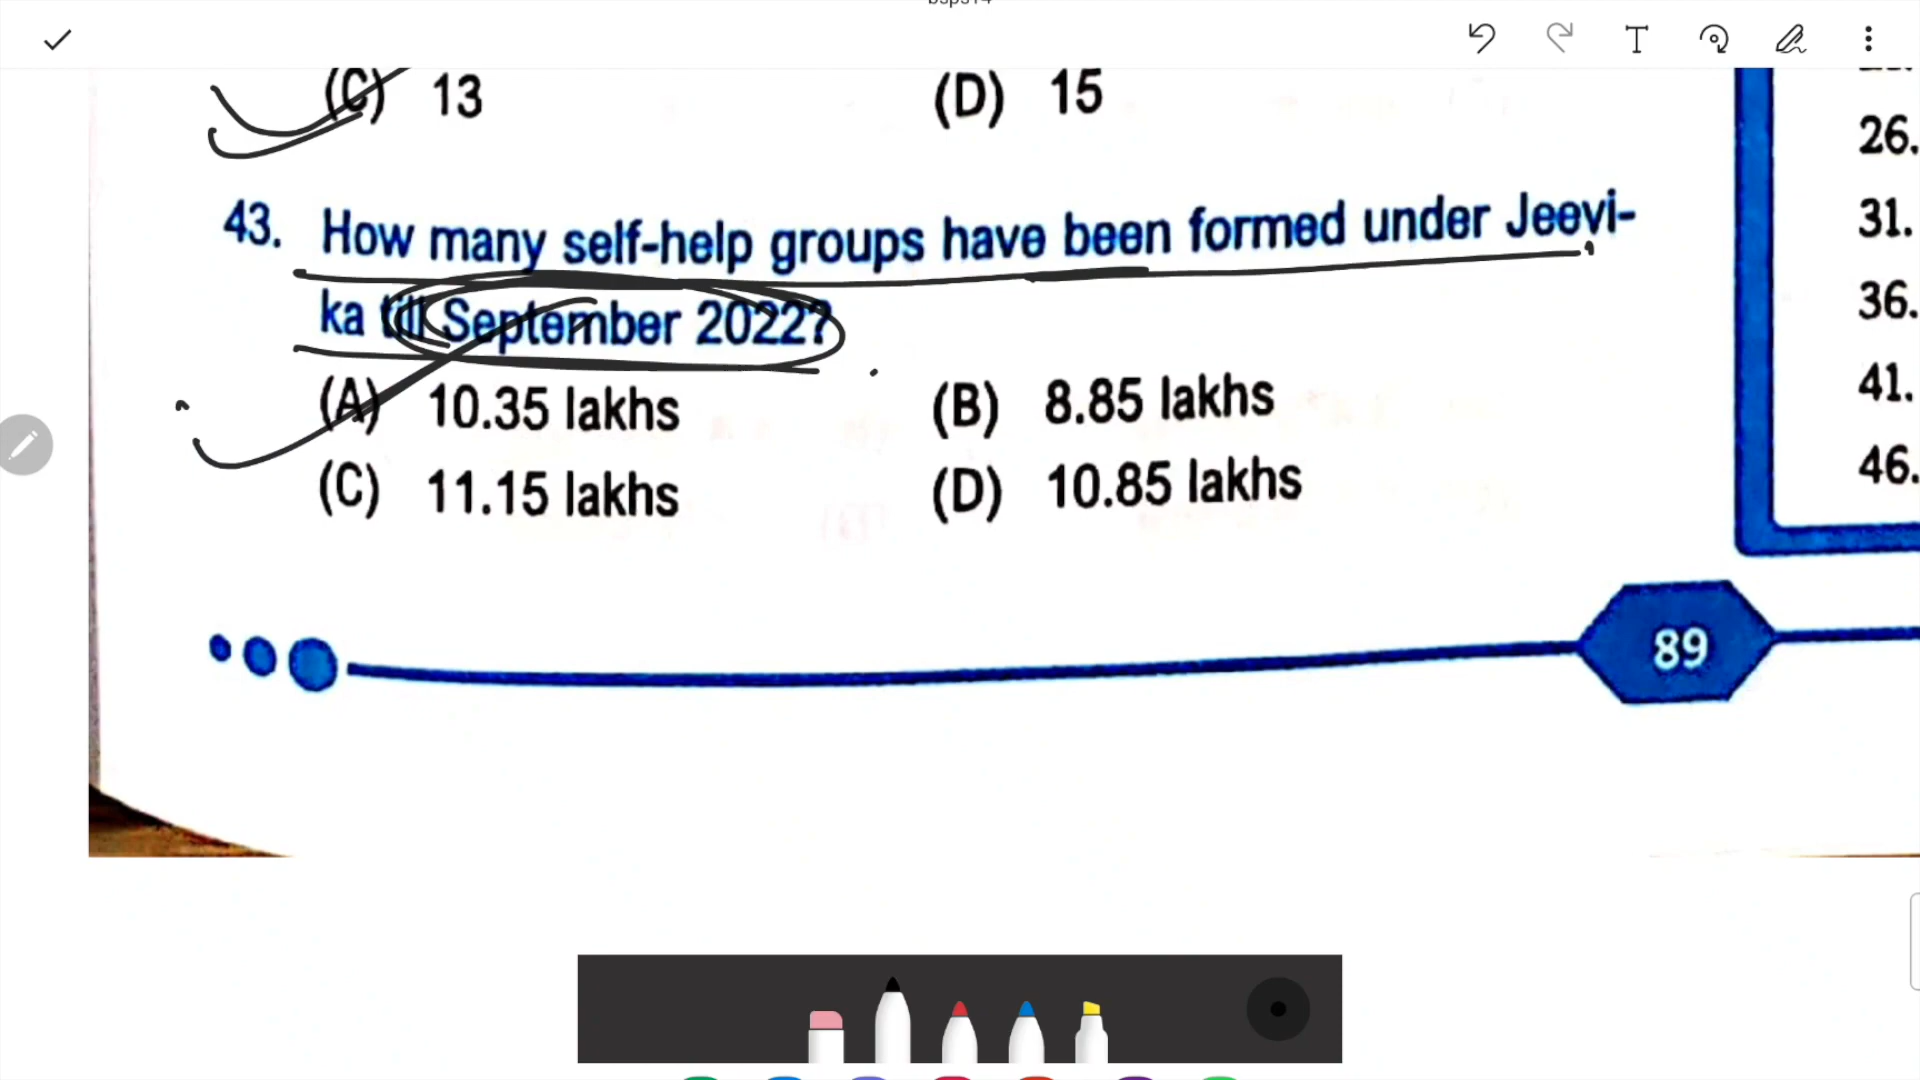 (C) 13 (D) 15
43. How many self-help groups have been formed under Jeevi-
ka till September 2022?
(A) 10.35 lakhs (B) 8.85 lakhs
(C) 11.15 lakhs (D) 10.85 lakhs
89
26.
31.
36.
41.
46.